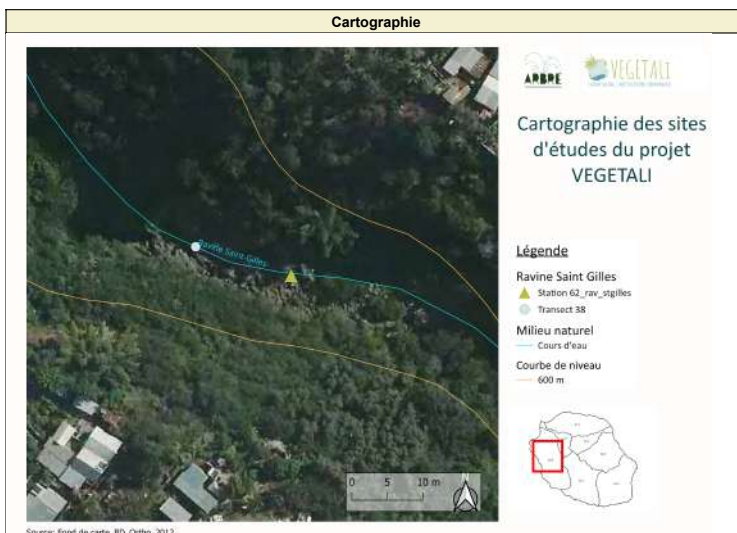 Cartographie
ARBRE
VEGETALI
Cartographie des sites
d'études du projet
VEGETALI
Ravine Saint-Gilles
Légende
Ravine Saint Gilles
Station 62_rav_stgilles
Transect 38
Milieu naturel
Cours d'eau
Courbe de niveau
600 m
0 5 10 m
Source: Fond de carte, BD_Ortho, 2012